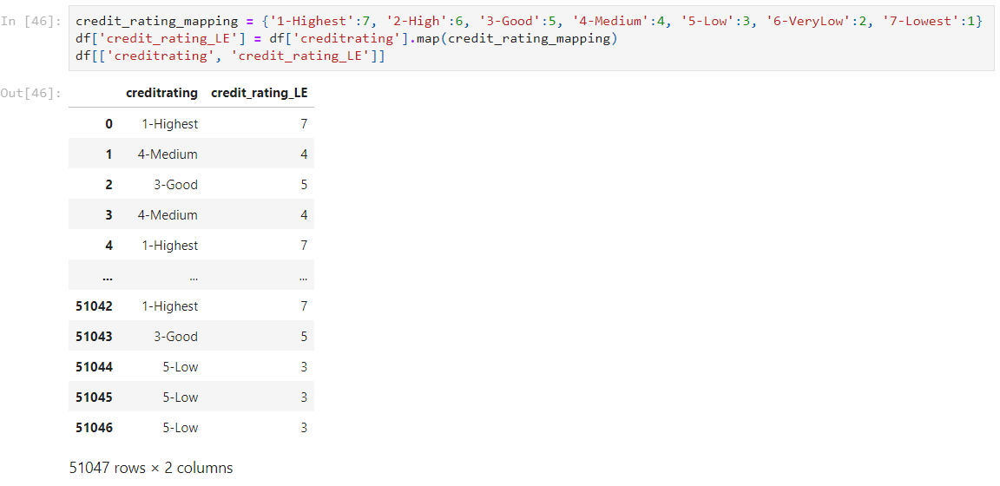 In [46]: credit_rating_mapping = {'1-Highest':7, '2-High':6, '3-Good':5, '4-Medium':4, '5-Low':3, '6-VeryLow':2, '7-Lowest':1}
df['credit_rating_LE'] = df['creditrating'].map(credit_rating_mapping)
df[['creditrating', 'credit_rating_LE']]
Out[46]: creditrating credit_rating_LE
0 1-Highest 7
1 4-Medium 4
2 3-Good 5
3 4-Medium 4
4 1-Highest 7
... ... ...
51042 1-Highest 7
51043 3-Good 5
51044 5-Low 3
51045 5-Low 3
51046 5-Low 3
51047 rows × 2 columns